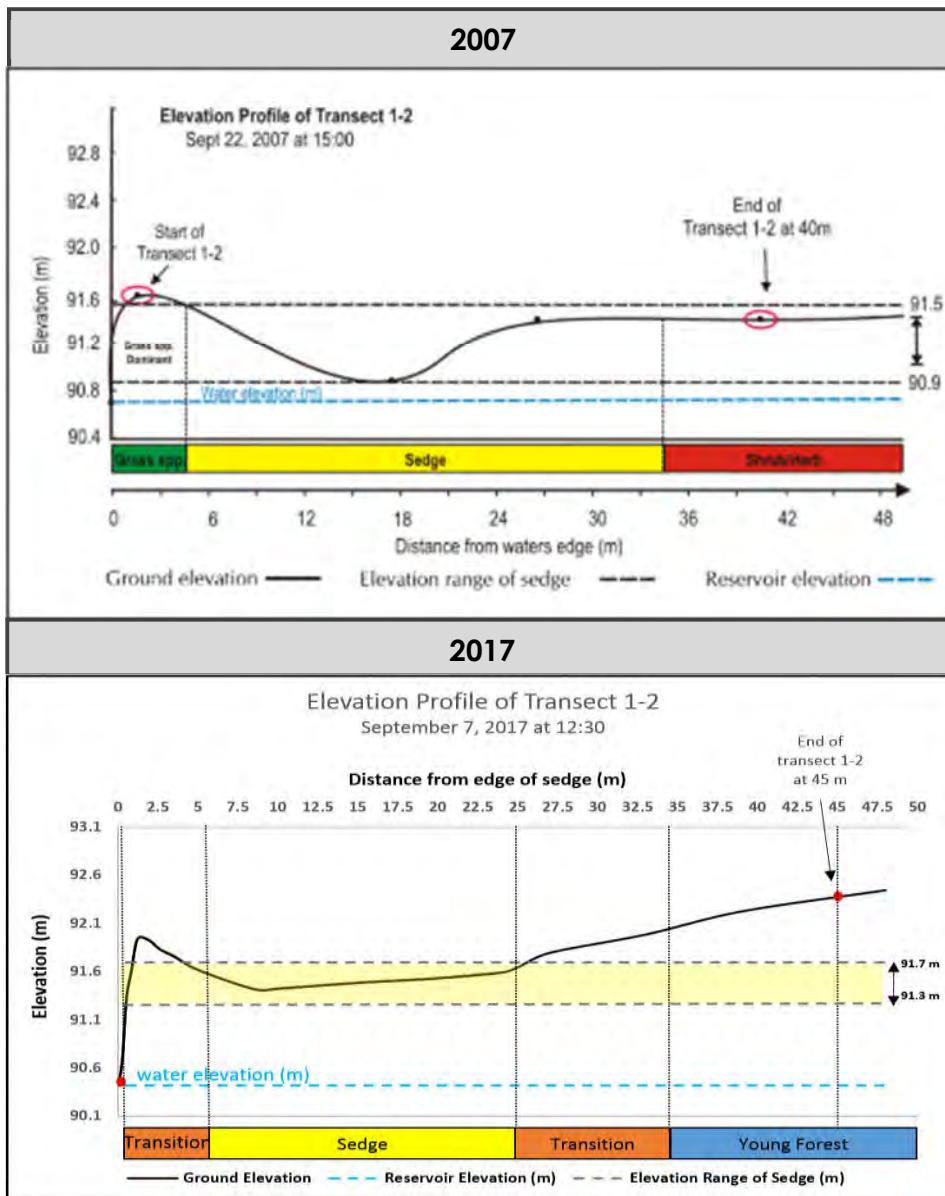 2007
Elevation Profile of Transect 1-2
Sept 22, 2007 at 15:00
Elevation (m)
92.8
92.4
92.0
91.6
91.2
90.8
90.4
Start of
Transect 1-2
End of
Transect 1-2 at 40m
91.5
90.9
Grass spp.
Dominant
Water elevation (m)
Grass spp.
Sedge
Shrub/Herb
0 6 12 18 24 30 36 42 48
Distance from waters edge (m)
Ground elevation
Elevation range of sedge
Reservoir elevation
2017
Elevation Profile of Transect 1-2
September 7, 2017 at 12:30
End of
transect 1-2
at 45 m
Distance from edge of sedge (m)
0 2.5 5 7.5 10 12.5 15 17.5 20 22.5 25 27.5 30 32.5 35 37.5 40 42.5 45 47.5 50
Elevation (m)
93.1
92.6
92.1
91.6
91.1
90.6
90.1
91.7 m
91.3 m
water elevation (m)
Transition
Sedge
Transition
Young Forest
Ground Elevation
Reservoir Elevation (m)
Elevation Range of Sedge (m)